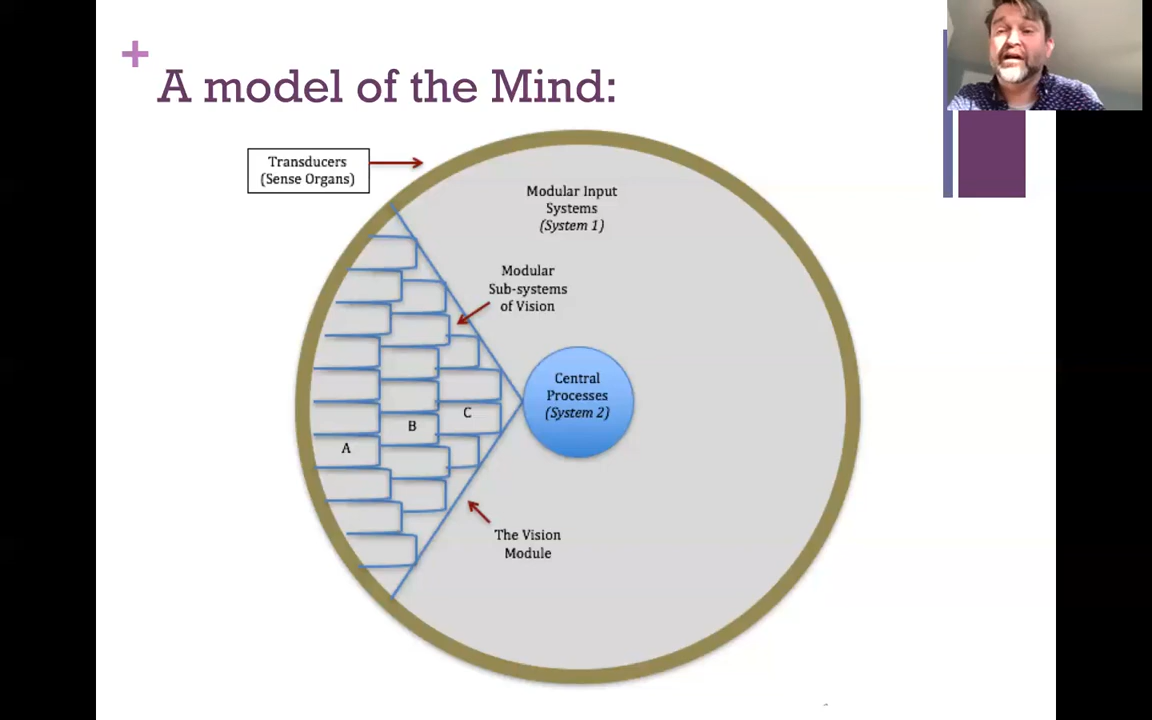 +
A model of the Mind:
Transducers
(Sense Organs)
Modular Input
Systems
(System 1)
Modular
Sub-systems
of Vision
Central
Processes
(System 2)
C
B
A
The Vision
Module